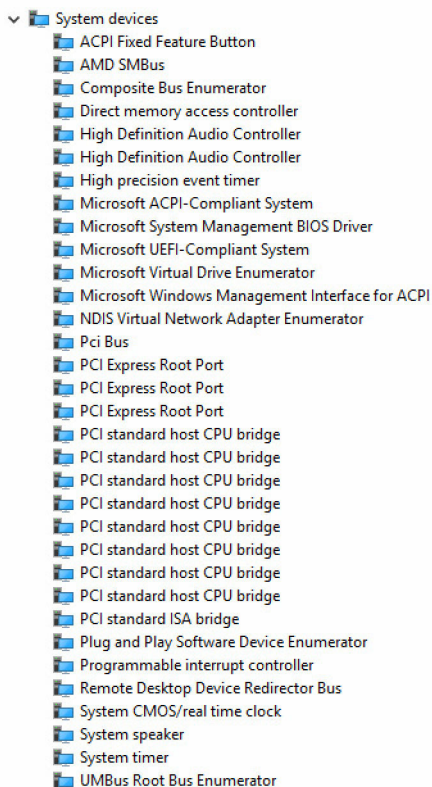 System devices
ACPI Fixed Feature Button
AMD SMBus
Composite Bus Enumerator
Direct memory access controller
High Definition Audio Controller
High Definition Audio Controller
High precision event timer
Microsoft ACPI-Compliant System
Microsoft System Management BIOS Driver
Microsoft UEFI-Compliant System
Microsoft Virtual Drive Enumerator
Microsoft Windows Management Interface for ACPI
NDIS Virtual Network Adapter Enumerator
Pci Bus
PCI Express Root Port
PCI Express Root Port
PCI Express Root Port
PCI standard host CPU bridge
PCI standard host CPU bridge
PCI standard host CPU bridge
PCI standard host CPU bridge
PCI standard host CPU bridge
PCI standard host CPU bridge
PCI standard host CPU bridge
PCI standard host CPU bridge
PCI standard ISA bridge
Plug and Play Software Device Enumerator
Programmable interrupt controller
Remote Desktop Device Redirector Bus
System CMOS/real time clock
System speaker
System timer
UMBus Root Bus Enumerator